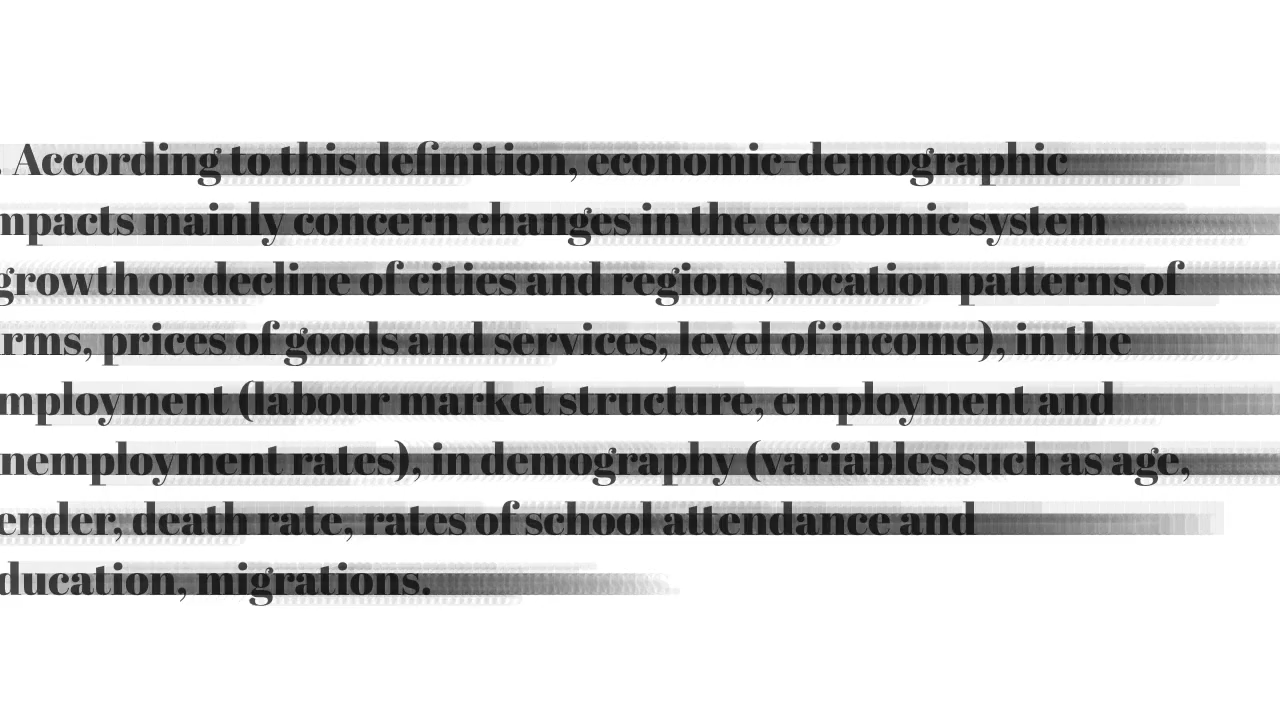 . According to this definition, economic-demographic
mpacts mainly concern changes in the economic system
growth or decline of cities and regions, location patterns of
rms, prices of goods and services, level of income), in the
mployment (labour market structure, employment and
nemployment rates), in demography (variables such as age,
ender, death rate, rates of school attendance and
ducation, migrations.